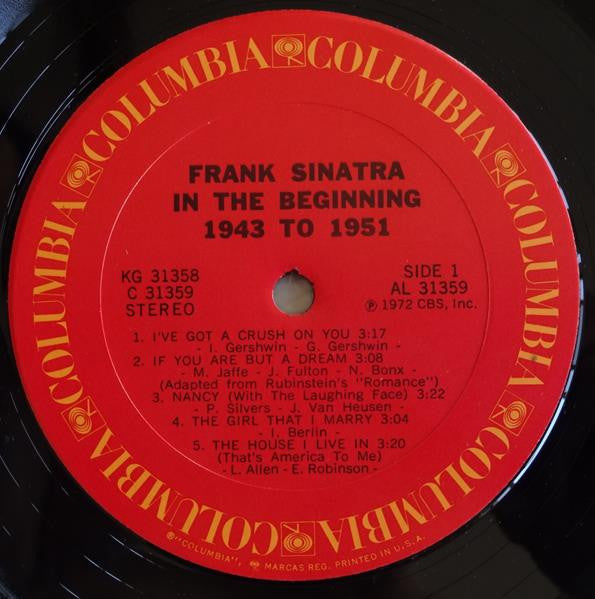 COLUMBIA COLUMBIA COLUMBIA COLUMBIA COLUMBIA COLUMBIA
FRANK SINATRA
IN THE BEGINNING
1943 TO 1951
KG 31358
C 31359
STEREO
SIDE 1
AL 31359
Ⓟ 1972 CBS, Inc.
1. I'VE GOT A CRUSH ON YOU 3:17
- I. Gershwin - G. Gershwin -
2. IF YOU ARE BUT A DREAM 3:08
- M. Jaffe - J. Fulton - N. Bonx -
(Adapted from Rubinstein's "Romance")
3. NANCY (With The Laughing Face) 3:22
- P. Silvers - J. Van Heusen -
4. THE GIRL THAT I MARRY 3:04
- I. Berlin -
5. THE HOUSE I LIVE IN 3:20
(That's America To Me)
- L. Allen - E. Robinson -
®"COLUMBIA", MARCAS REG. PRINTED IN U.S.A.